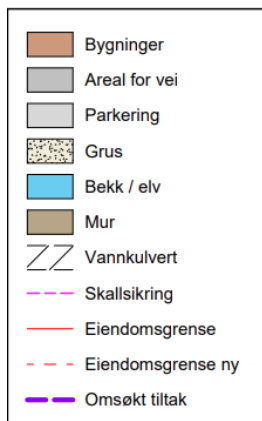 Bygninger
Areal for vei
Parkering
Grus
Bekk / elv
Mur
Vannkulvert
Skallsikring
Eiendomsgrense
Eiendomsgrense ny
Omsøkt tiltak